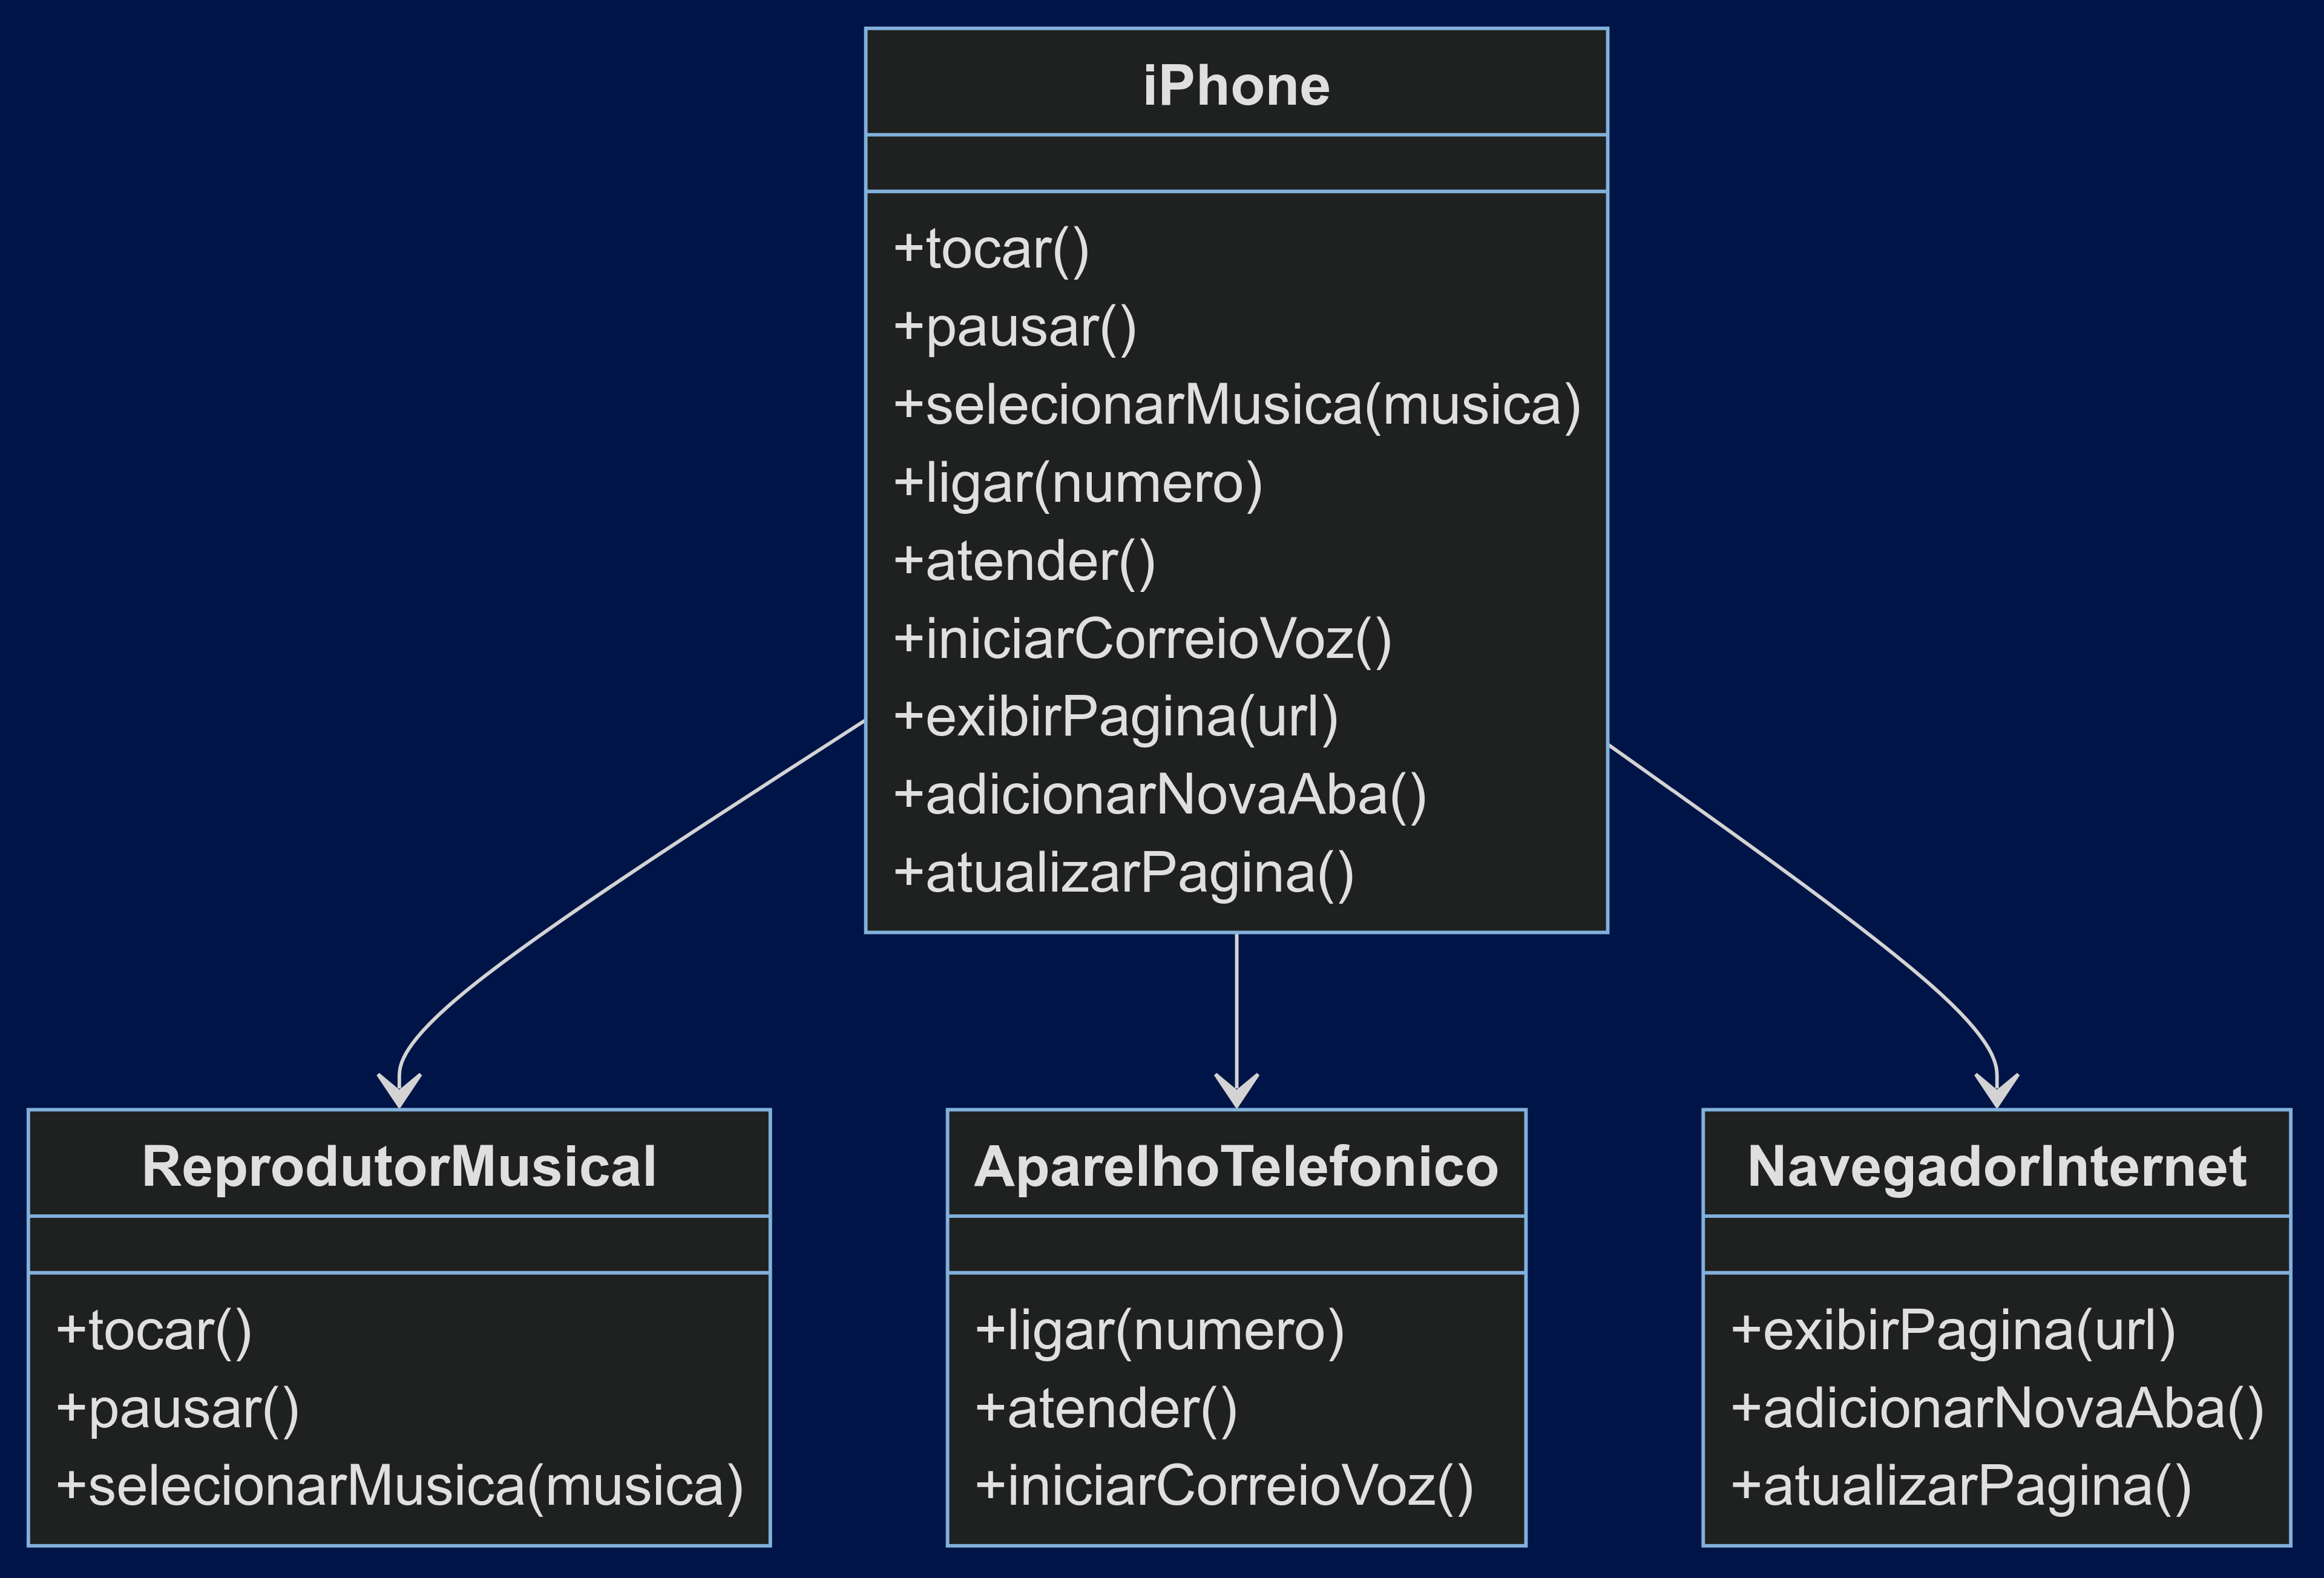 iPhone
+tocar()
+pausar()
+selecionarMusica(musica)
+ligar(numero)
+atender()
+iniciarCorreioVoz()
+exibirPagina(url)
+adicionarNovaAba()
+atualizarPagina()
ReprodutorMusical
+tocar()
+pausar()
+selecionarMusica(musica)
AparelhoTelefonico
+ligar(numero)
+atender()
+iniciarCorreioVoz()
NavegadorInternet
+exibirPagina(url)
+adicionarNovaAba()
+atualizarPagina()